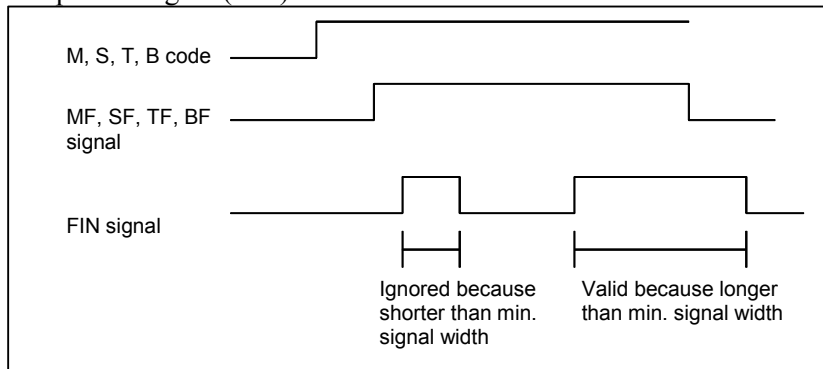 M, S, T, B code
MF, SF, TF, BF
signal
FIN signal
Ignored because
shorter than min.
signal width
Valid because longer
than min. signal width